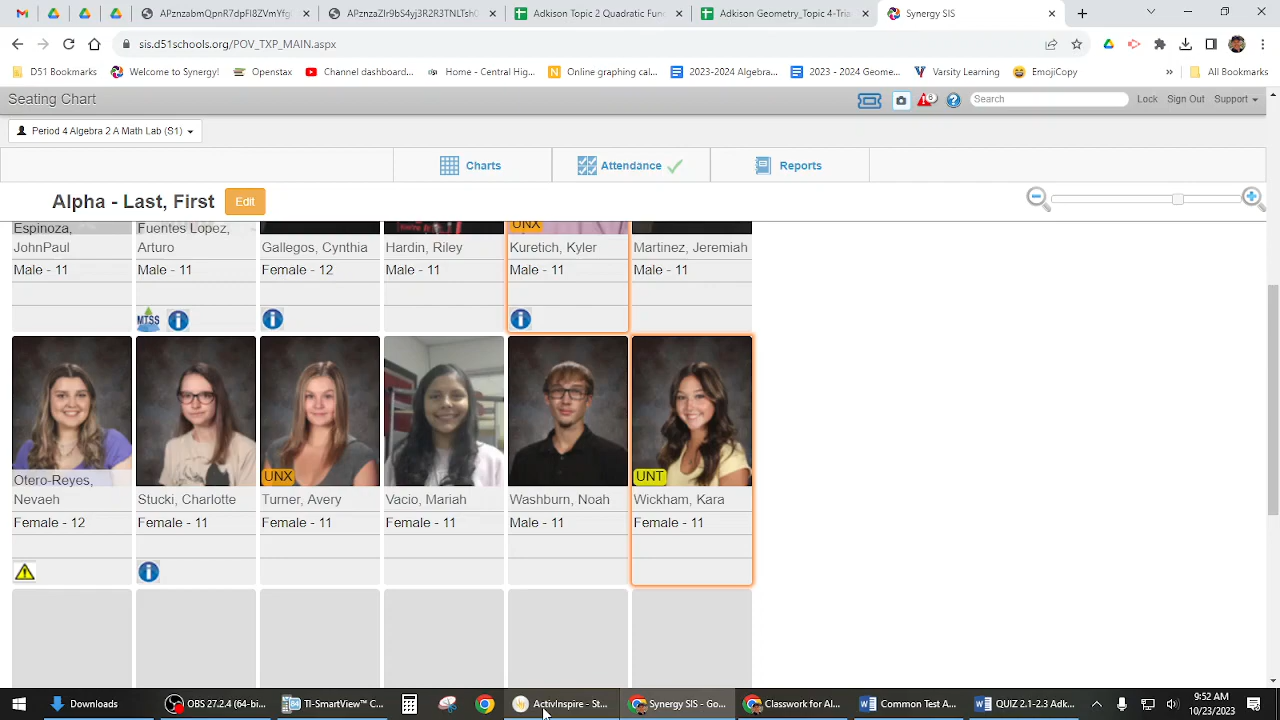 APznzamQpnR7dpFl8ZVmYfg
APznzaZIr9bS4yj3R2R3TNLTshC
Adkison Topic 2 Quadratic Func
Adkison Geometry_Topic 4-Tria
Synergy SIS
sis.d51schools.org/POV_TXP_MAIN.aspx
D51 Bookmark
Welcome to Synergy!
Openstax
Channel dashboard...
Home - Central Hig...
Online graphing cal...
2023-2024 Algebra...
2023 - 2024 Geome...
Varsity Learning
EmojiCopy
»
All Bookmarks
Seating Chart
6
Search
Lock
Sign Out
Support
Period 4 Algebra 2 A Math Lab (S1)
Charts
Attendance
Reports
Alpha - Last, First
Edit
Espinoza,
JohnPaul
Male - 11
Fuentes Lopez,
Arturo
Male - 11
MTSS
Gallegos, Cynthia
Female - 12
Hardin, Riley
Male - 11
UNX
Kuretich, Kyler
Male - 11
Martinez, Jeremiah
Male - 11
Otero-Reyes,
Nevaeh
Female - 12
Stucki, Charlotte
Female - 11
UNX
Turner, Avery
Female - 11
Vacio, Mariah
Female - 11
Washburn, Noah
Male - 11
UNT
Wickham, Kara
Female - 11
Downloads
OBS 27.2.4 (64-bi...
TI-SmartView™ C...
ActivInspire - St...
Synergy SIS - Go...
Classwork for Al...
Common Test A...
QUIZ 2.1-2.3 Adk...
9:52 AM
10/23/2023